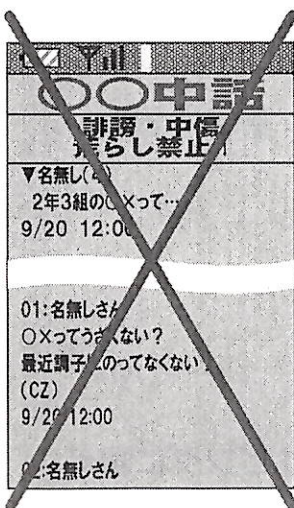 〇〇中話
誹謗・中傷
荒らし禁止!
▼名無し(4)
2年3組の〇×って…
9/20 12:00
01:名無しさん
〇×ってうざくない?
最近調子にのってなくない?
(CZ)
9/20 12:00
02:名無しさん